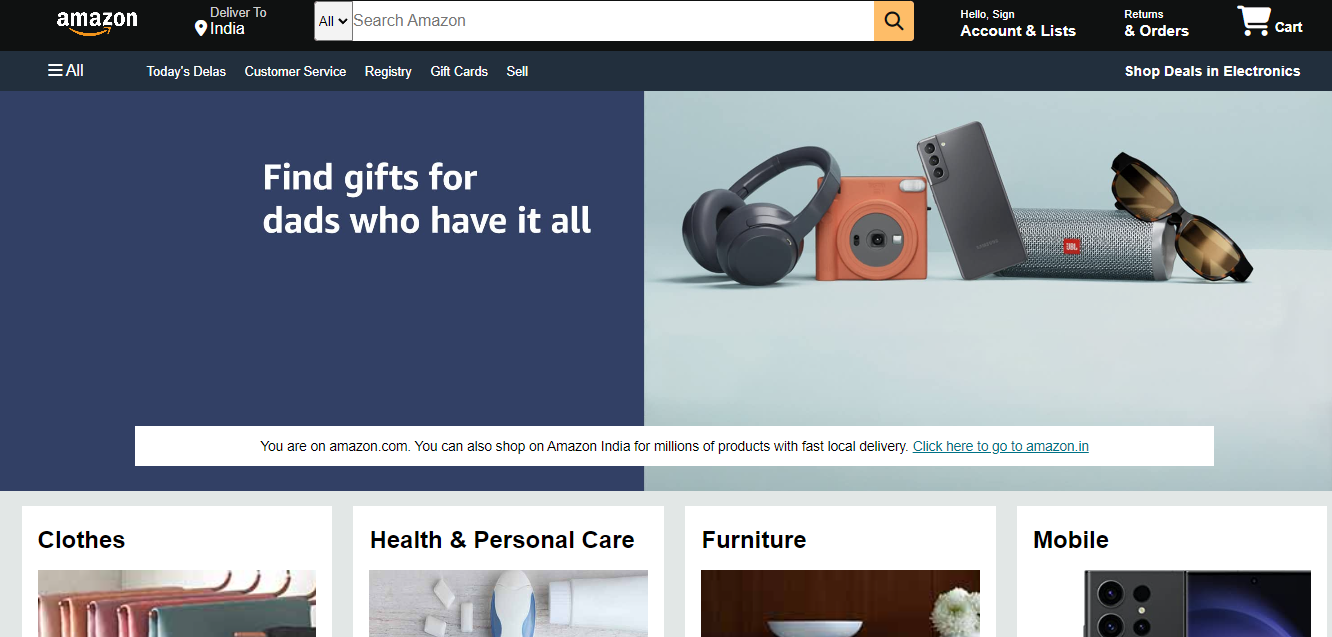 amazon
Deliver To
India
All
Search Amazon
Hello, Sign
Account & Lists
Returns
& Orders
Cart
All
Today's Delas
Customer Service
Registry
Gift Cards
Sell
Shop Deals in Electronics
Find gifts for
dads who have it all
JBL
SAMSUNG
You are on amazon.com. You can also shop on Amazon India for millions of products with fast local delivery. Click here to go to amazon.in
Clothes
Health & Personal Care
Furniture
Mobile